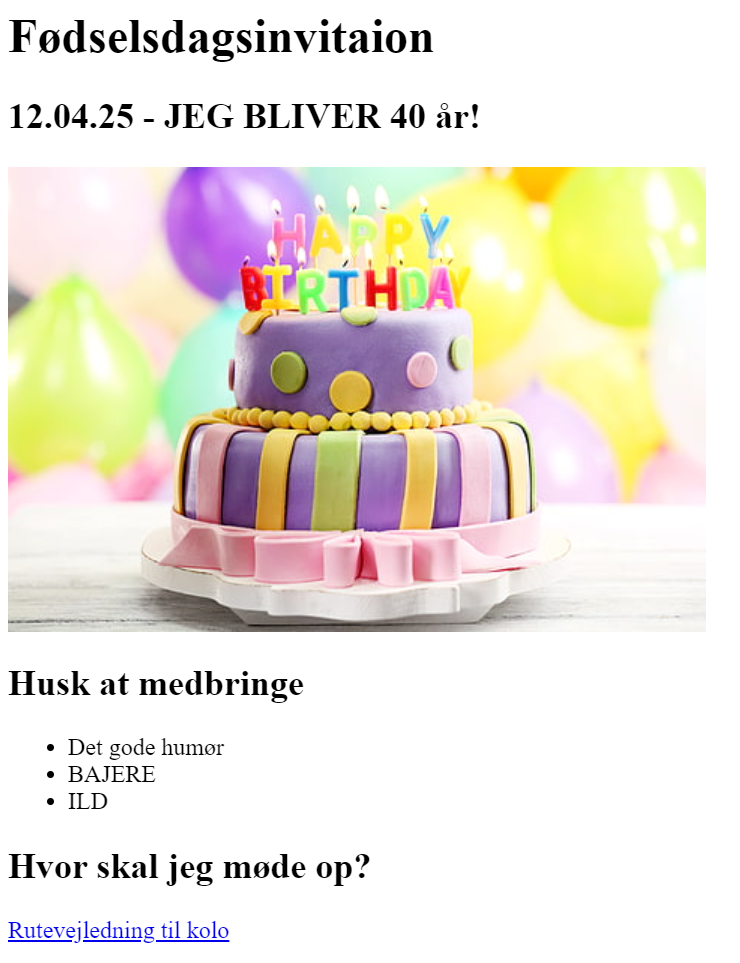 Fødselsdagsinvitaion
12.04.25 - JEG BLIVER 40 år!
HAPPY
BIRTHDAY
Husk at medbringe
Det gode humør
BAJERE
ILD
Hvor skal jeg møde op?
Rutevejledning til kolo